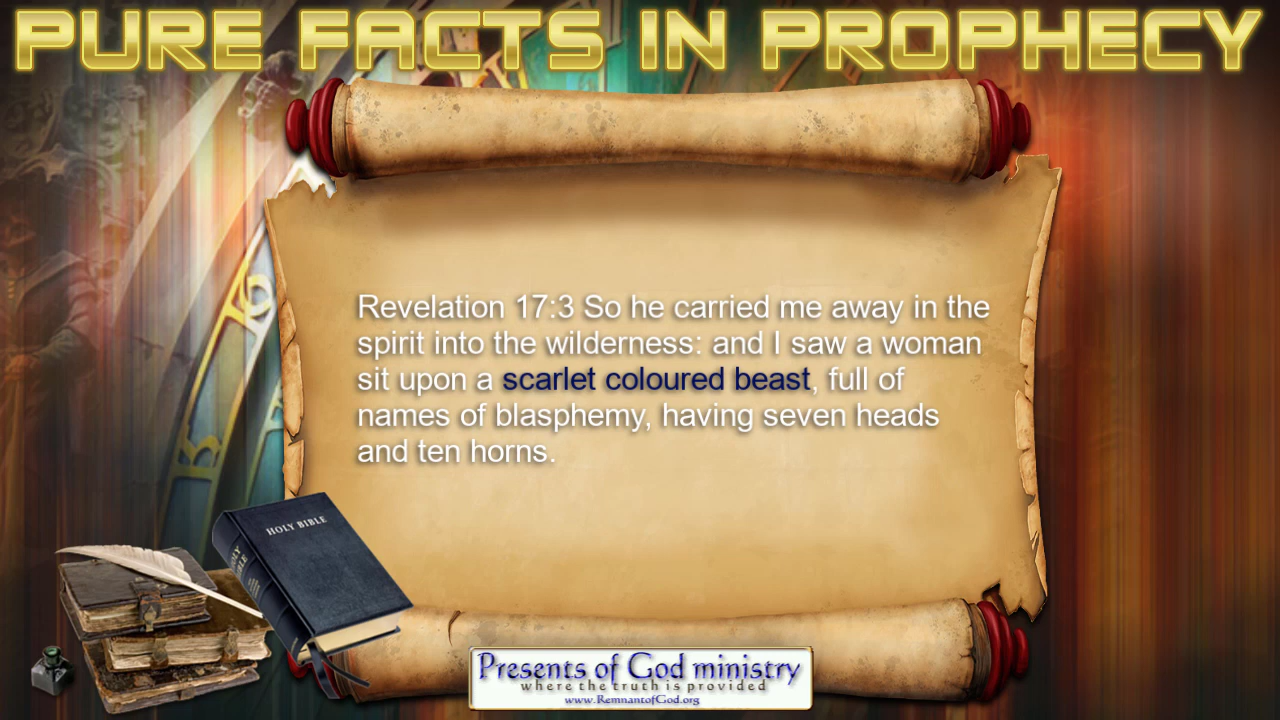 PURE FACTS IN PROPHECY
Revelation 17:3 So he carried me away in the
spirit into the wilderness: and I saw a woman
sit upon a scarlet coloured beast, full of
names of blasphemy, having seven heads
and ten horns.
HOLY BIBLE
HOLY BIBLE
Presents of God ministry
where the truth is provided
www.RemnantofGod.org